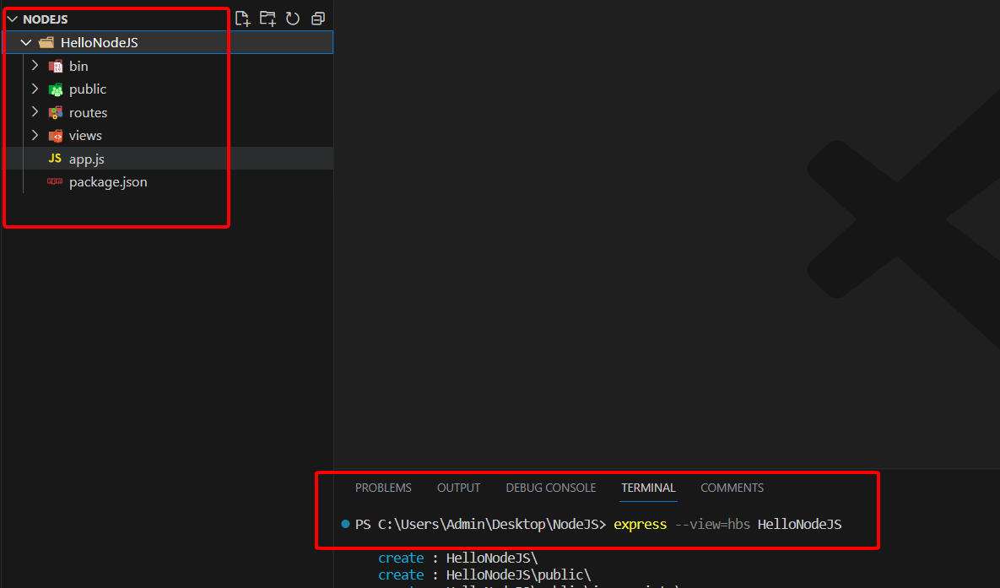 NODEJS
HelloNodeJS
bin
public
routes
views
JS app.js
package.json
PROBLEMS OUTPUT DEBUG CONSOLE TERMINAL COMMENTS
PS C:\Users\Admin\Desktop\NodeJS> express --view=hbs HelloNodeJS
create : HelloNodeJS\
create : HelloNodeJS\public\